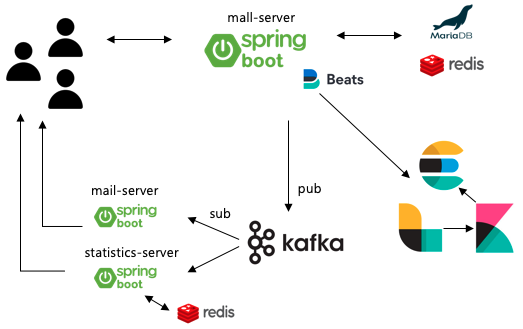 mall-server
spring
boot
MariaDB
redis
Beats
pub
mail-server
spring
boot
sub
kafka
statistics-server
spring
boot
redis